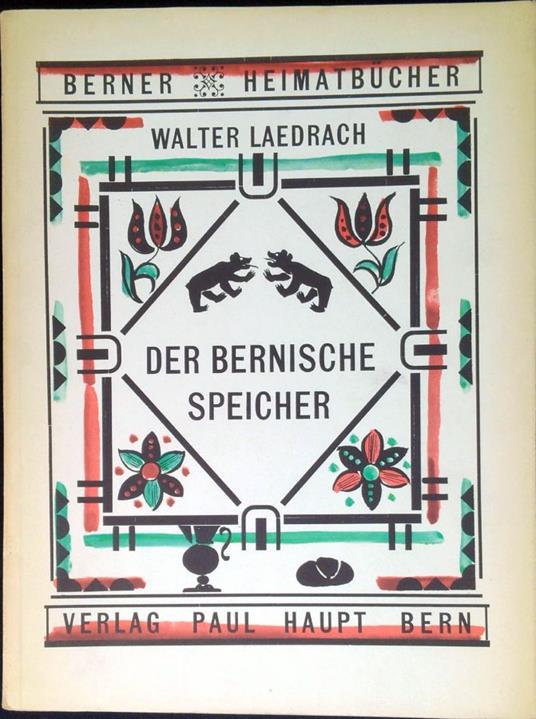 BERNER HEIMATBÜCHER
WALTER LAEDRACH
DER BERNISCHE
SPEICHER
VERLAG PAUL HAUPT BERN